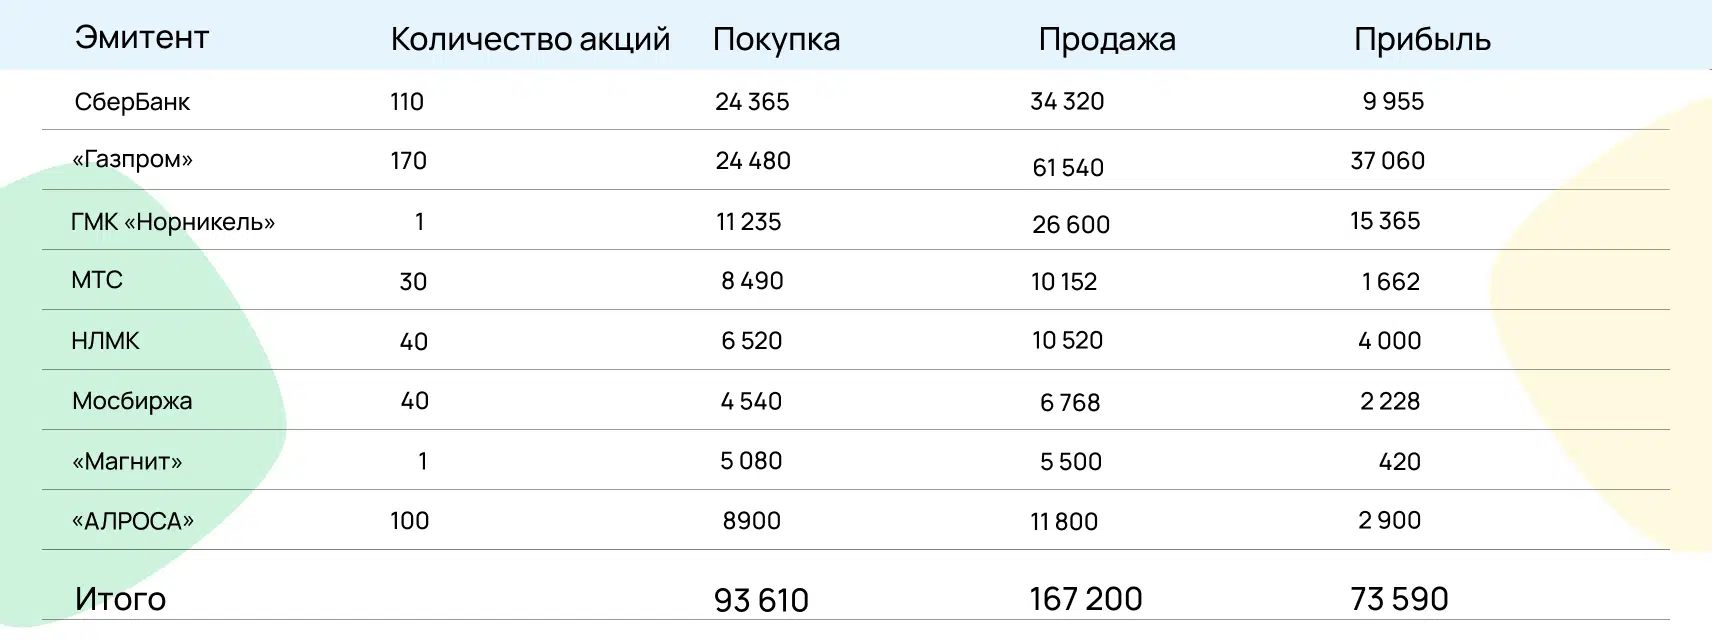 Эмитент Количество акций Покупка Продажа Прибыль
СберБанк 110 24 365 34 320 9 955
«Газпром» 170 24 480 61 540 37 060
ГМК «Норникель» 1 11 235 26 600 15 365
МТС 30 8 490 10 152 1 662
НЛМК 40 6 520 10 520 4 000
Мосбиржа 40 4 540 6 768 2 228
«Магнит» 1 5 080 5 500 420
«АЛРОСА» 100 8900 11 800 2 900
Итого 93 610 167 200 73 590